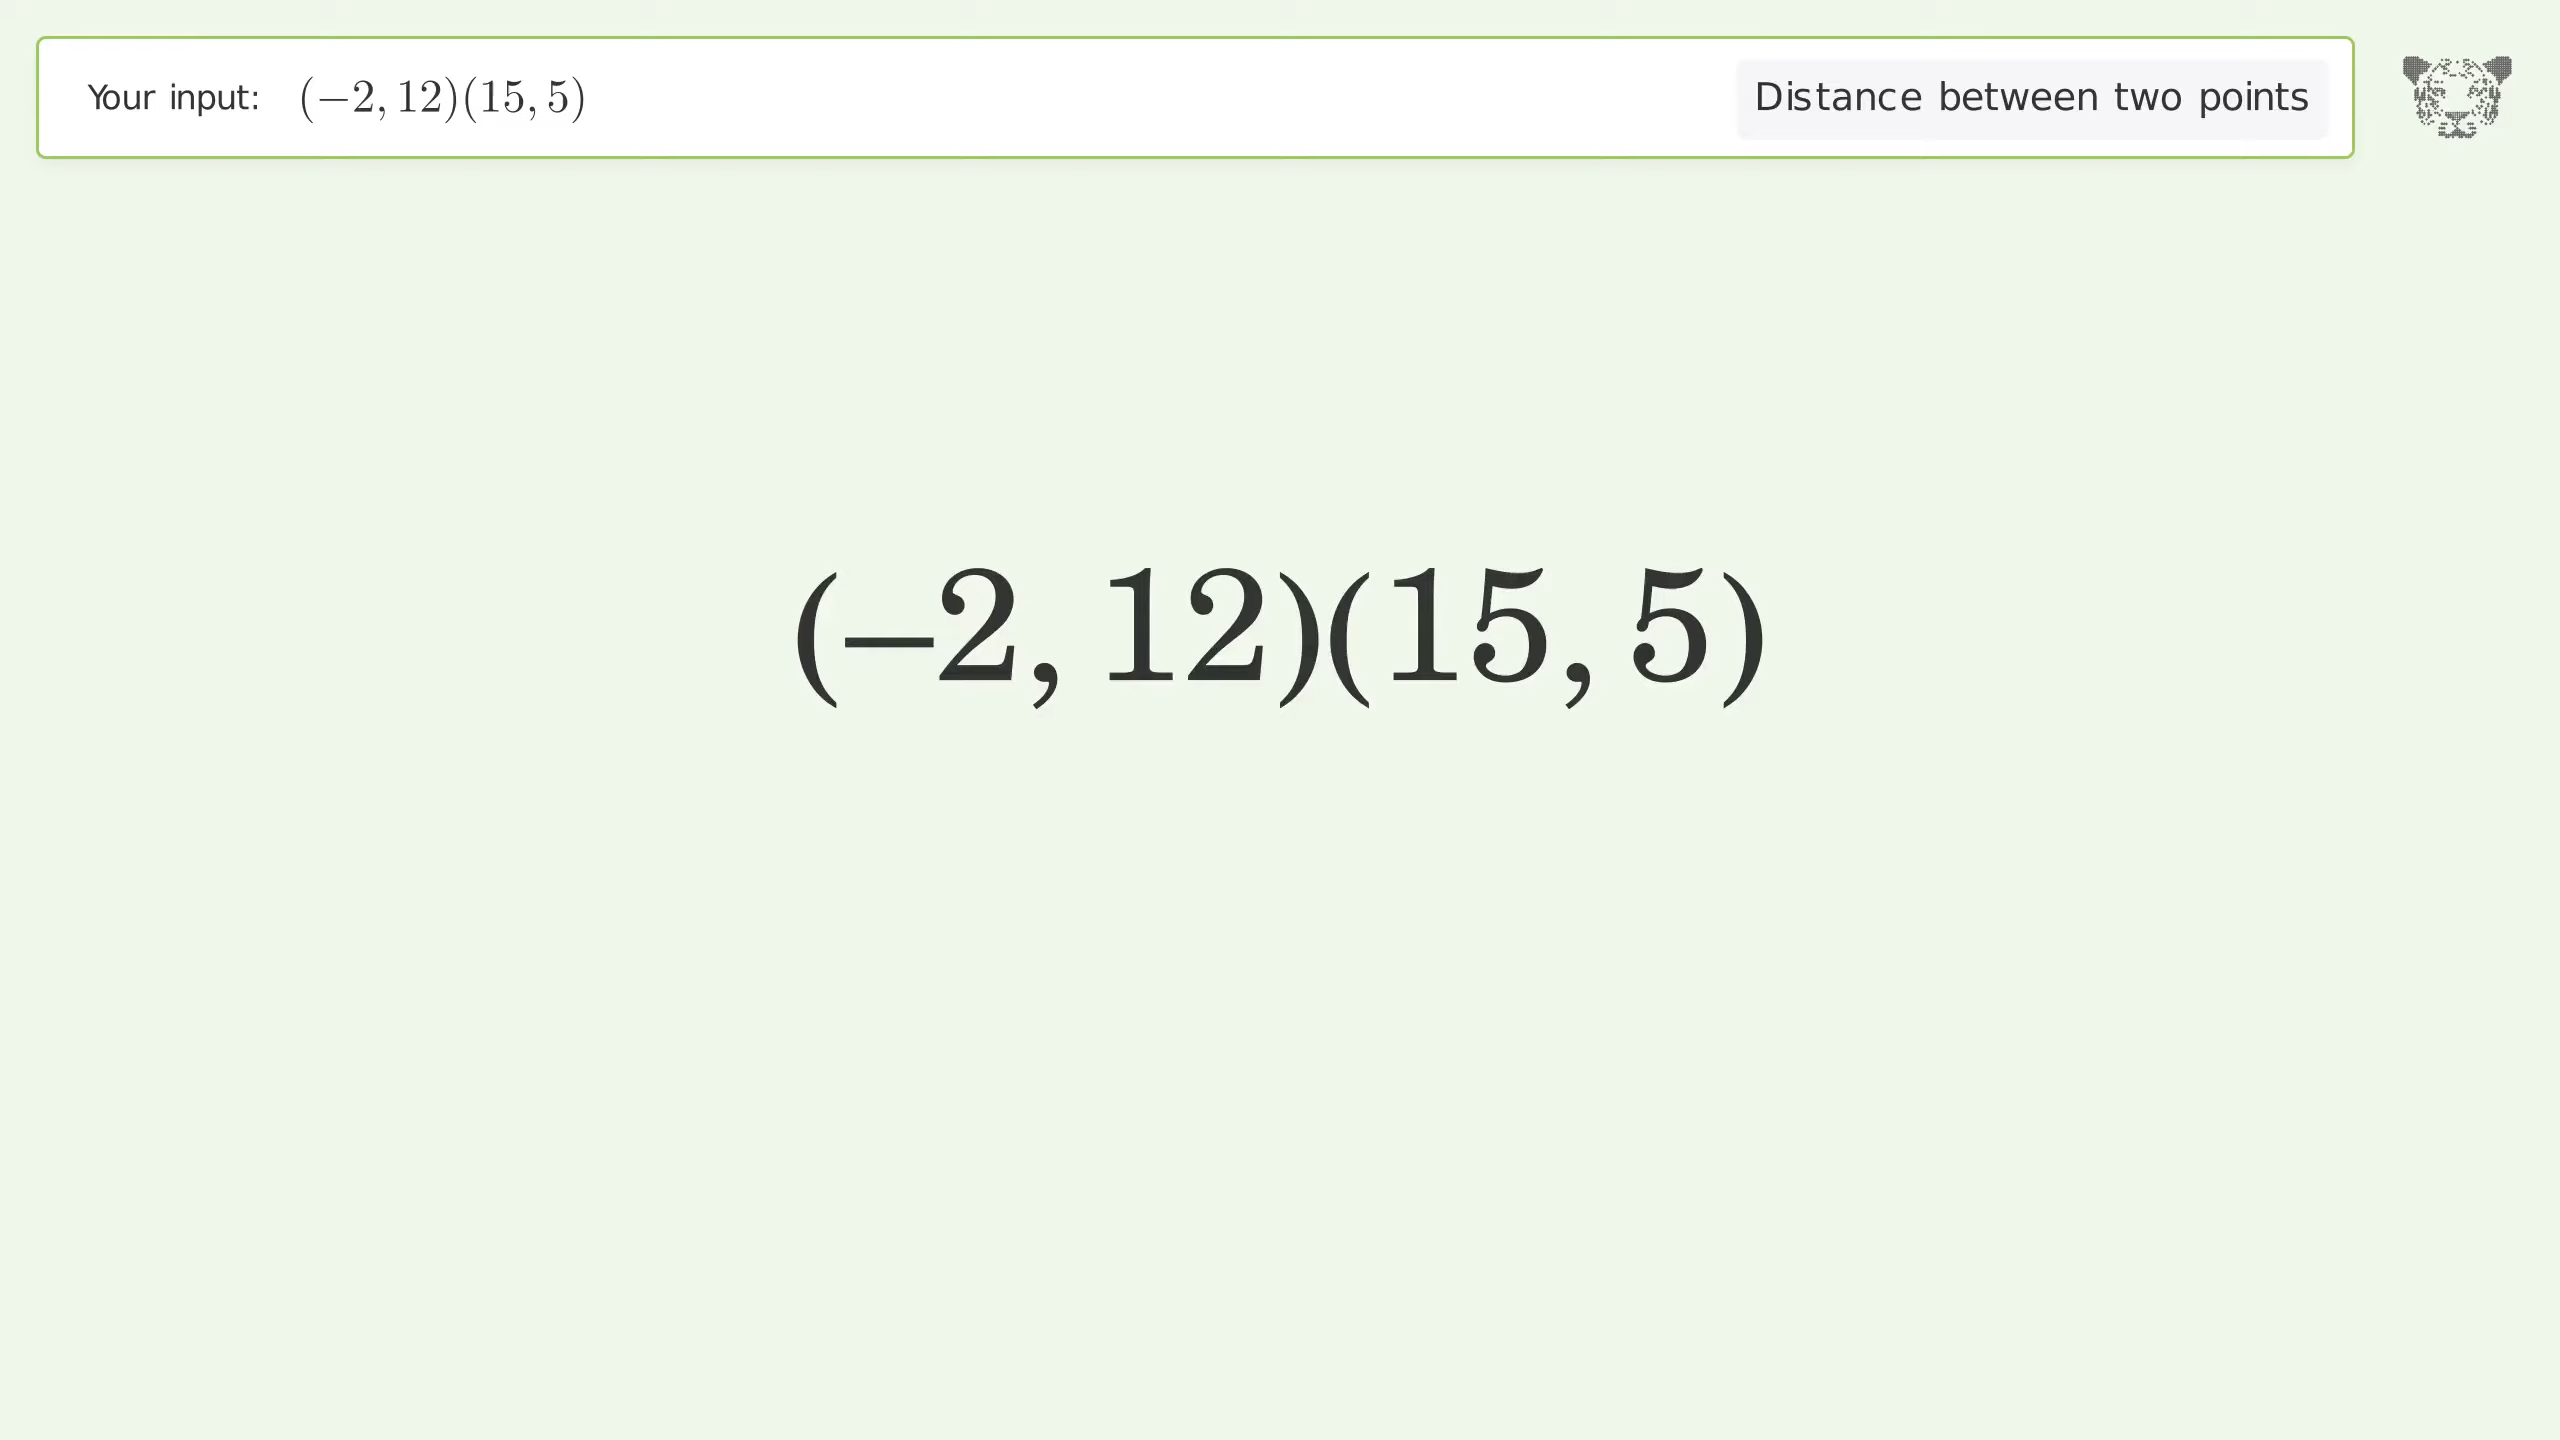 Your input: (−2, 12)(15, 5) Distance between two points
(−2, 12)(15, 5)